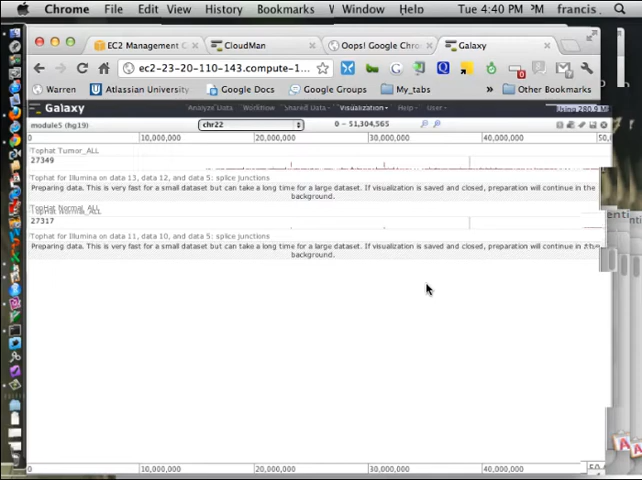 Chrome File Edit View History Bookmarks Window Help Tue 4:40 PM francis
EC2 Management C CloudMan Oops! Google Chro Galaxy
ec2-23-20-110-143.compute-1...
Warren Atlassian University Google Docs Google Groups My_tabs » Other Bookmarks
Galaxy Analyze Data Workflow Shared Data Visualization Help User Using 280.9 M
module5 (hg19) chr22 0 - 51,304,565
10,000,000 20,000,000 30,000,000 40,000,000 50,0
Tophat Tumor_ALL
27349
Tophat for Illumina on data 13, data 12, and data 5: splice junctions
Preparing data. This is very fast for a small dataset but can take a long time for a large dataset. If visualization is saved and closed, preparation will continue in the
background.
TopHat Normal_ALL
27317
Tophat for Illumina on data 11, data 10, and data 5: splice junctions
Preparing data. This is very fast for a small dataset but can take a long time for a large dataset. If visualization is saved and closed, preparation will continue in the
background.
0 10,000,000 20,000,000 30,000,000 40,000,000